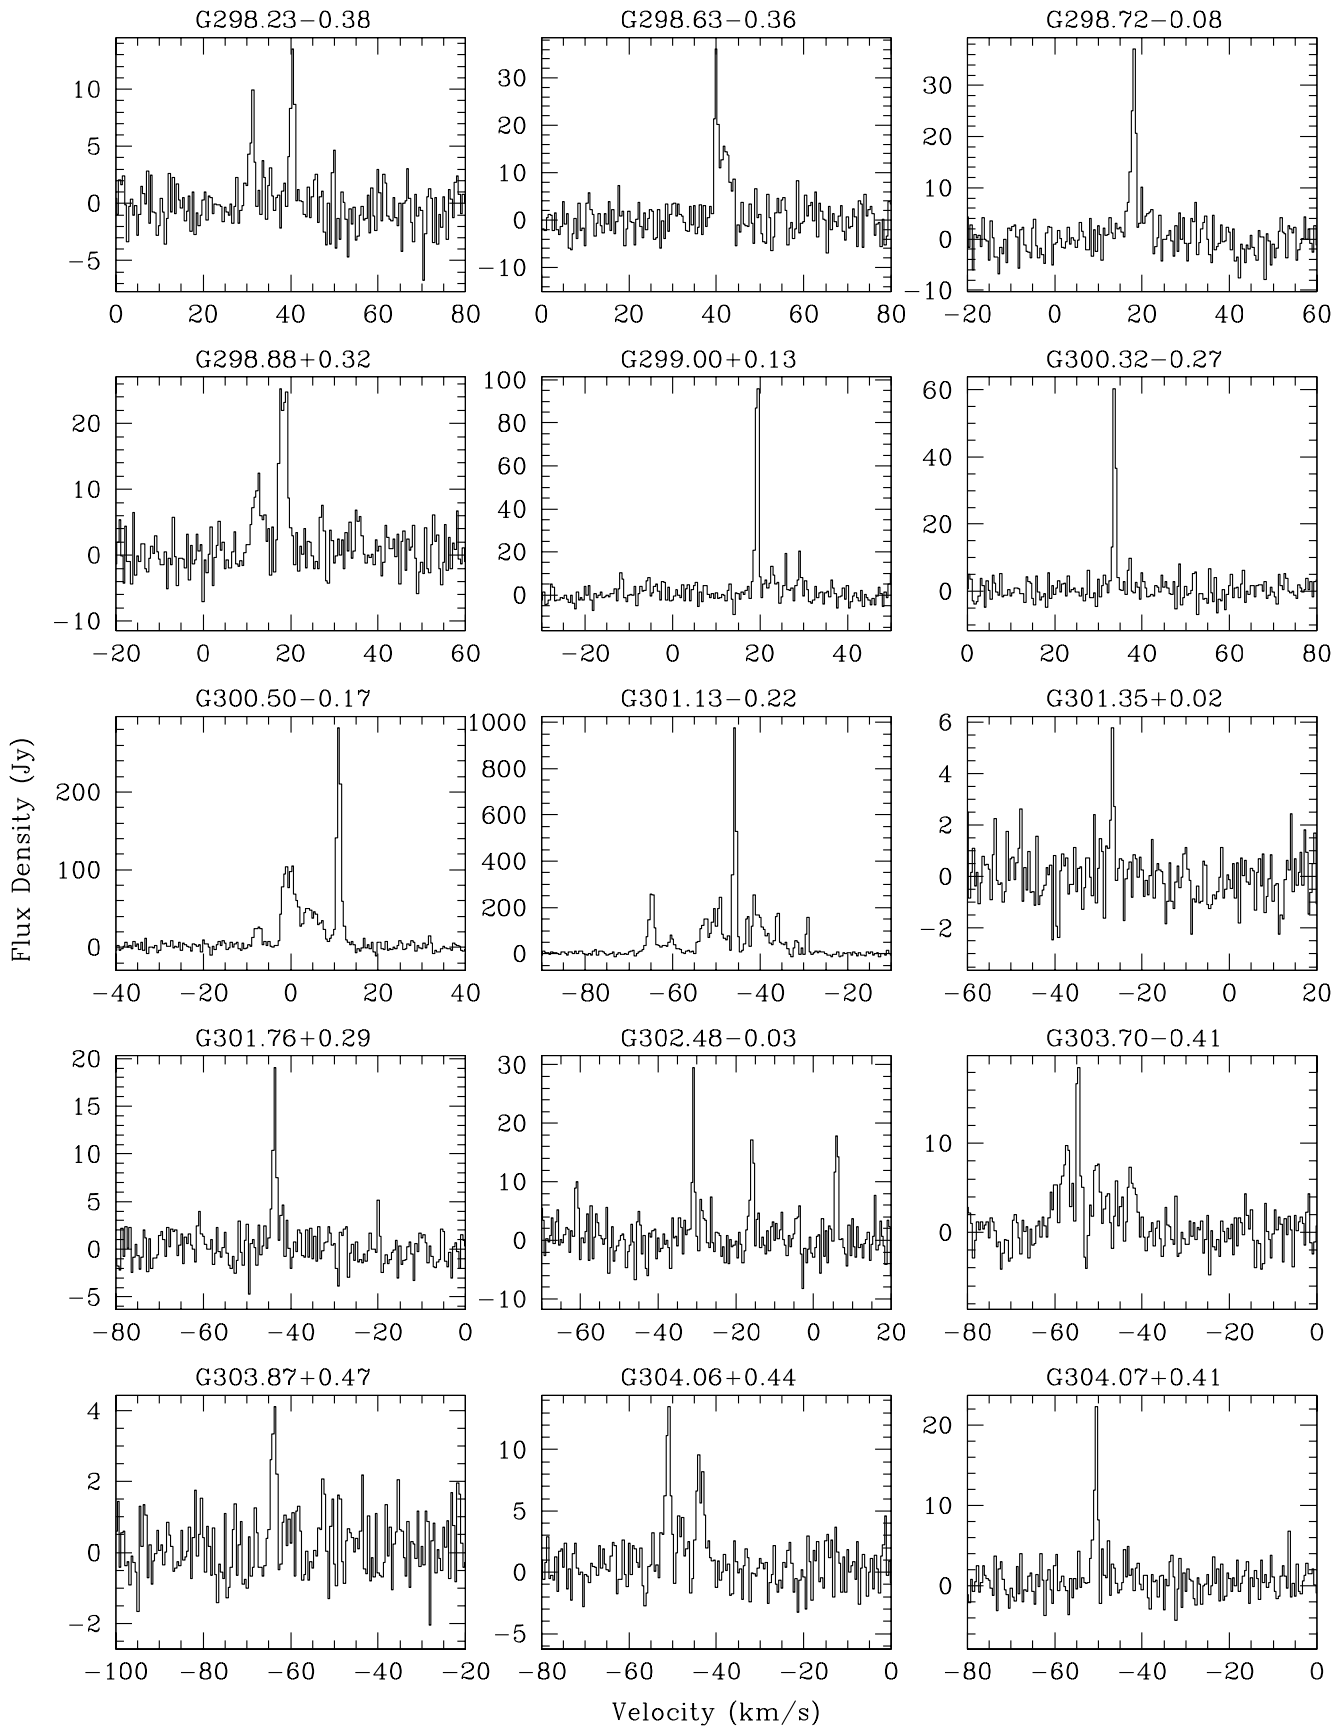 G298.23−0.38
G298.63−0.36
G298.72−0.08
10
5
0
−5
0 20 40 60 80
30
20
10
0
−10
0 20 40 60 80
30
20
10
0
−10
−20 0 20 40 60
G298.88+0.32
G299.00+0.13
G300.32−0.27
20
10
0
−10
−20 0 20 40 60
100
80
60
40
20
0
−20 0 20 40
60
40
20
0
0 20 40 60 80
G300.50−0.17
G301.13−0.22
G301.35+0.02
200
100
0
−40 −20 0 20 40
1000
800
600
400
200
0
−80 −60 −40 −20
6
4
2
0
−2
−60 −40 −20 0 20
Flux Density (Jy)
G301.76+0.29
G302.48−0.03
G303.70−0.41
20
15
10
5
0
−5
−80 −60 −40 −20 0
30
20
10
0
−10
−60 −40 −20 0 20
10
0
−80 −60 −40 −20 0
G303.87+0.47
G304.06+0.44
G304.07+0.41
4
2
0
−2
−100 −80 −60 −40 −20
10
5
0
−5
−80 −60 −40 −20 0
20
10
0
−80 −60 −40 −20 0
Velocity (km/s)